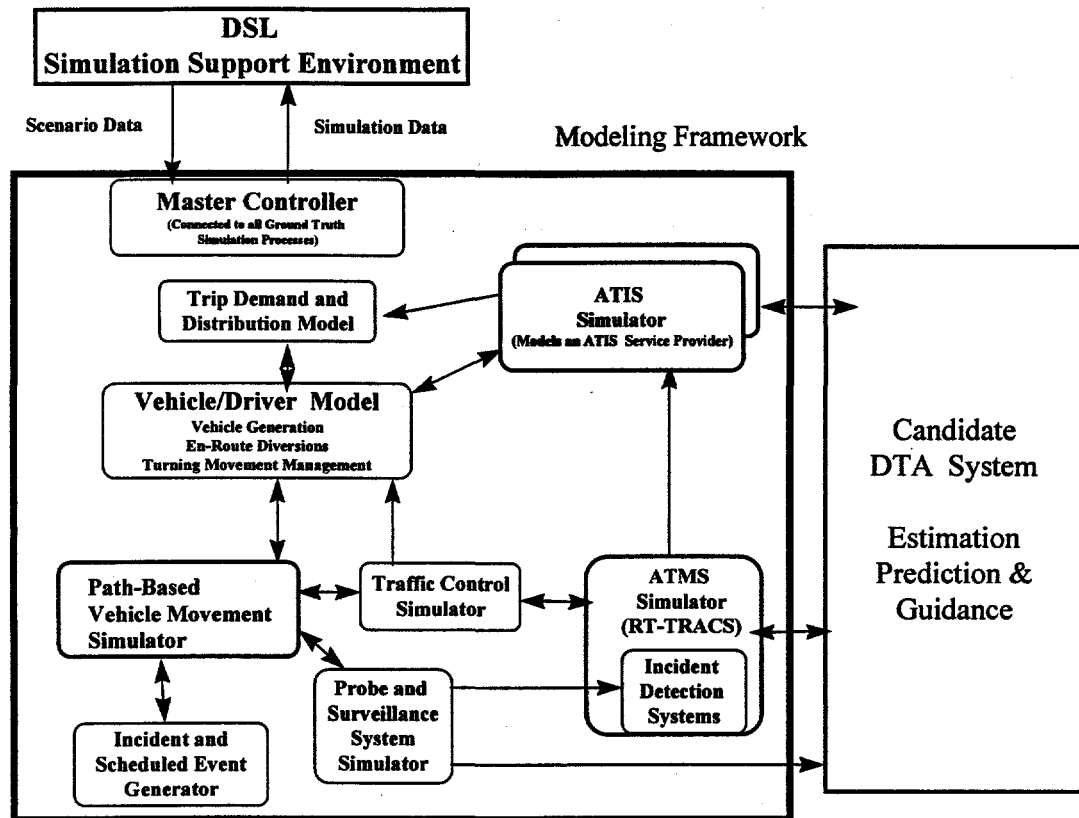 DSL
Simulation Support Environment
Scenario Data
Simulation Data
Modeling Framework
Master Controller
(Connected to all Ground Truth
Simulation Processes)
Trip Demand and
Distribution Model
ATIS
Simulator
(Models an ATIS Service Provider)
Vehicle/Driver Model
Vehicle Generation
En-Route Diversions
Turning Movement Management
Candidate
DTA System
Estimation
Prediction &
Guidance
Path-Based
Vehicle Movement
Simulator
Traffic Control
Simulator
ATMS
Simulator
(RT-TRACS)
Incident
Detection
Systems
Probe and
Surveillance
System
Simulator
Incident and
Scheduled Event
Generator